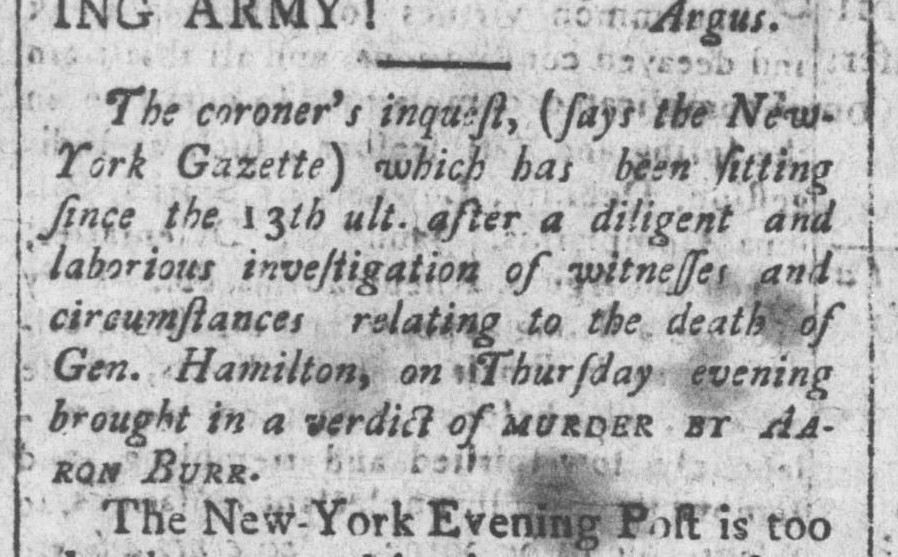 ING ARMY! Argus.
The coroner's inqueſt, (ſays the New-
York Gazette) which has been ſitting
ſince the 13th ult. after a diligent and
laborious inveſtigation of witneſſes and
circumſtances relating to the death of
Gen. Hamilton, on Thurſday evening
brought in a verdict of MURDER BY AA-
RON BURR.
The New-York Evening Poſt is too